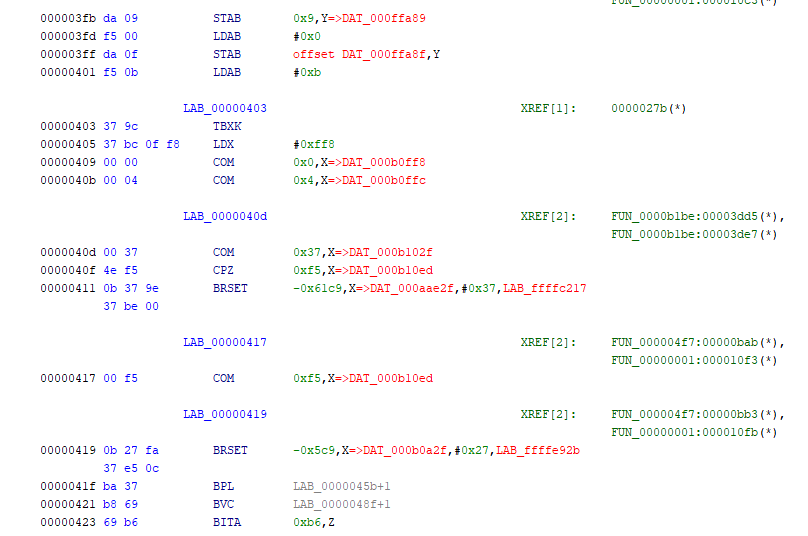 FUN_00000001:000010c3(*)
000003fb da 09 STAB 0x9,Y=>DAT_000ffa89
000003fd f5 00 LDAB #0x0
000003ff da 0f STAB offset DAT_000ffa8f,Y
00000401 f5 0b LDAB #0xb
LAB_00000403 XREF[1]: 0000027b(*)
00000403 37 9c TBXK
00000405 37 bc 0f f8 LDX #0xff8
00000409 00 00 COM 0x0,X=>DAT_000b0ff8
0000040b 00 04 COM 0x4,X=>DAT_000b0ffc
LAB_0000040d XREF[2]: FUN_0000b1be:00003dd5(*),
FUN_0000b1be:00003de7(*)
0000040d 00 37 COM 0x37,X=>DAT_000b102f
0000040f 4e f5 CPZ 0xf5,X=>DAT_000b10ed
00000411 0b 37 9e BRSET -0x61c9,X=>DAT_000aae2f,#0x37,LAB_ffffc217
37 be 00
LAB_00000417 XREF[2]: FUN_000004f7:00000bab(*),
FUN_00000001:000010f3(*)
00000417 00 f5 COM 0xf5,X=>DAT_000b10ed
LAB_00000419 XREF[2]: FUN_000004f7:00000bb3(*),
FUN_00000001:000010fb(*)
00000419 0b 27 fa BRSET -0x5c9,X=>DAT_000b0a2f,#0x27,LAB_ffffe92b
37 e5 0c
0000041f ba 37 BPL LAB_0000045b+1
00000421 b8 69 BVC LAB_0000048f+1
00000423 69 b6 BITA 0xb6,Z